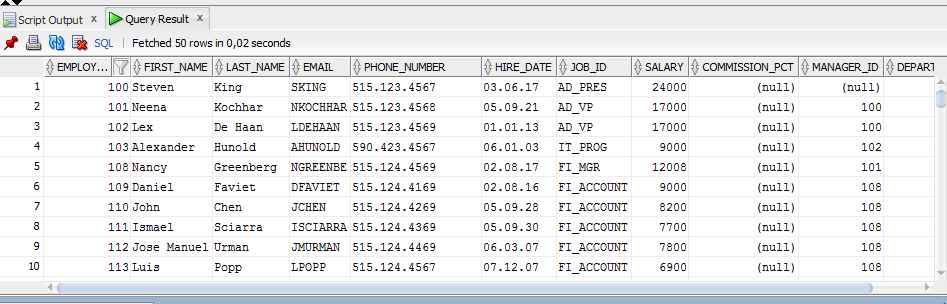 Script Output x Query Result x
SQL | Fetched 50 rows in 0,02 seconds
EMPLOY... FIRST_NAME LAST_NAME EMAIL PHONE_NUMBER HIRE_DATE JOB_ID SALARY COMMISSION_PCT MANAGER_ID DEPART
1 100 Steven King SKING 515.123.4567 03.06.17 AD_PRES 24000 (null) (null)
2 101 Neena Kochhar NKOCHHAR 515.123.4568 05.09.21 AD_VP 17000 (null) 100
3 102 Lex De Haan LDEHAAN 515.123.4569 01.01.13 AD_VP 17000 (null) 100
4 103 Alexander Hunold AHUNOLD 590.423.4567 06.01.03 IT_PROG 9000 (null) 102
5 108 Nancy Greenberg NGREENBE 515.124.4569 02.08.17 FI_MGR 12008 (null) 101
6 109 Daniel Faviet DFAVIET 515.124.4169 02.08.16 FI_ACCOUNT 9000 (null) 108
7 110 John Chen JCHEN 515.124.4269 05.09.28 FI_ACCOUNT 8200 (null) 108
8 111 Ismael Sciarra ISCIARRA 515.124.4369 05.09.30 FI_ACCOUNT 7700 (null) 108
9 112 Jose Manuel Urman JMURMAN 515.124.4469 06.03.07 FI_ACCOUNT 7800 (null) 108
10 113 Luis Popp LPOPP 515.124.4567 07.12.07 FI_ACCOUNT 6900 (null) 108